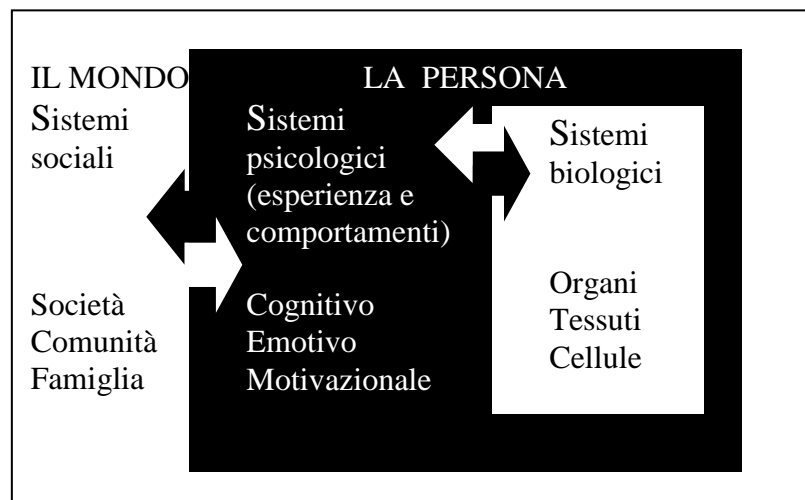 IL MONDO
Sistemi
sociali
Società
Comunità
Famiglia
LA PERSONA
Sistemi
psicologici
(esperienza e
comportamenti)
Cognitivo
Emotivo
Motivazionale
Sistemi
biologici
Organi
Tessuti
Cellule